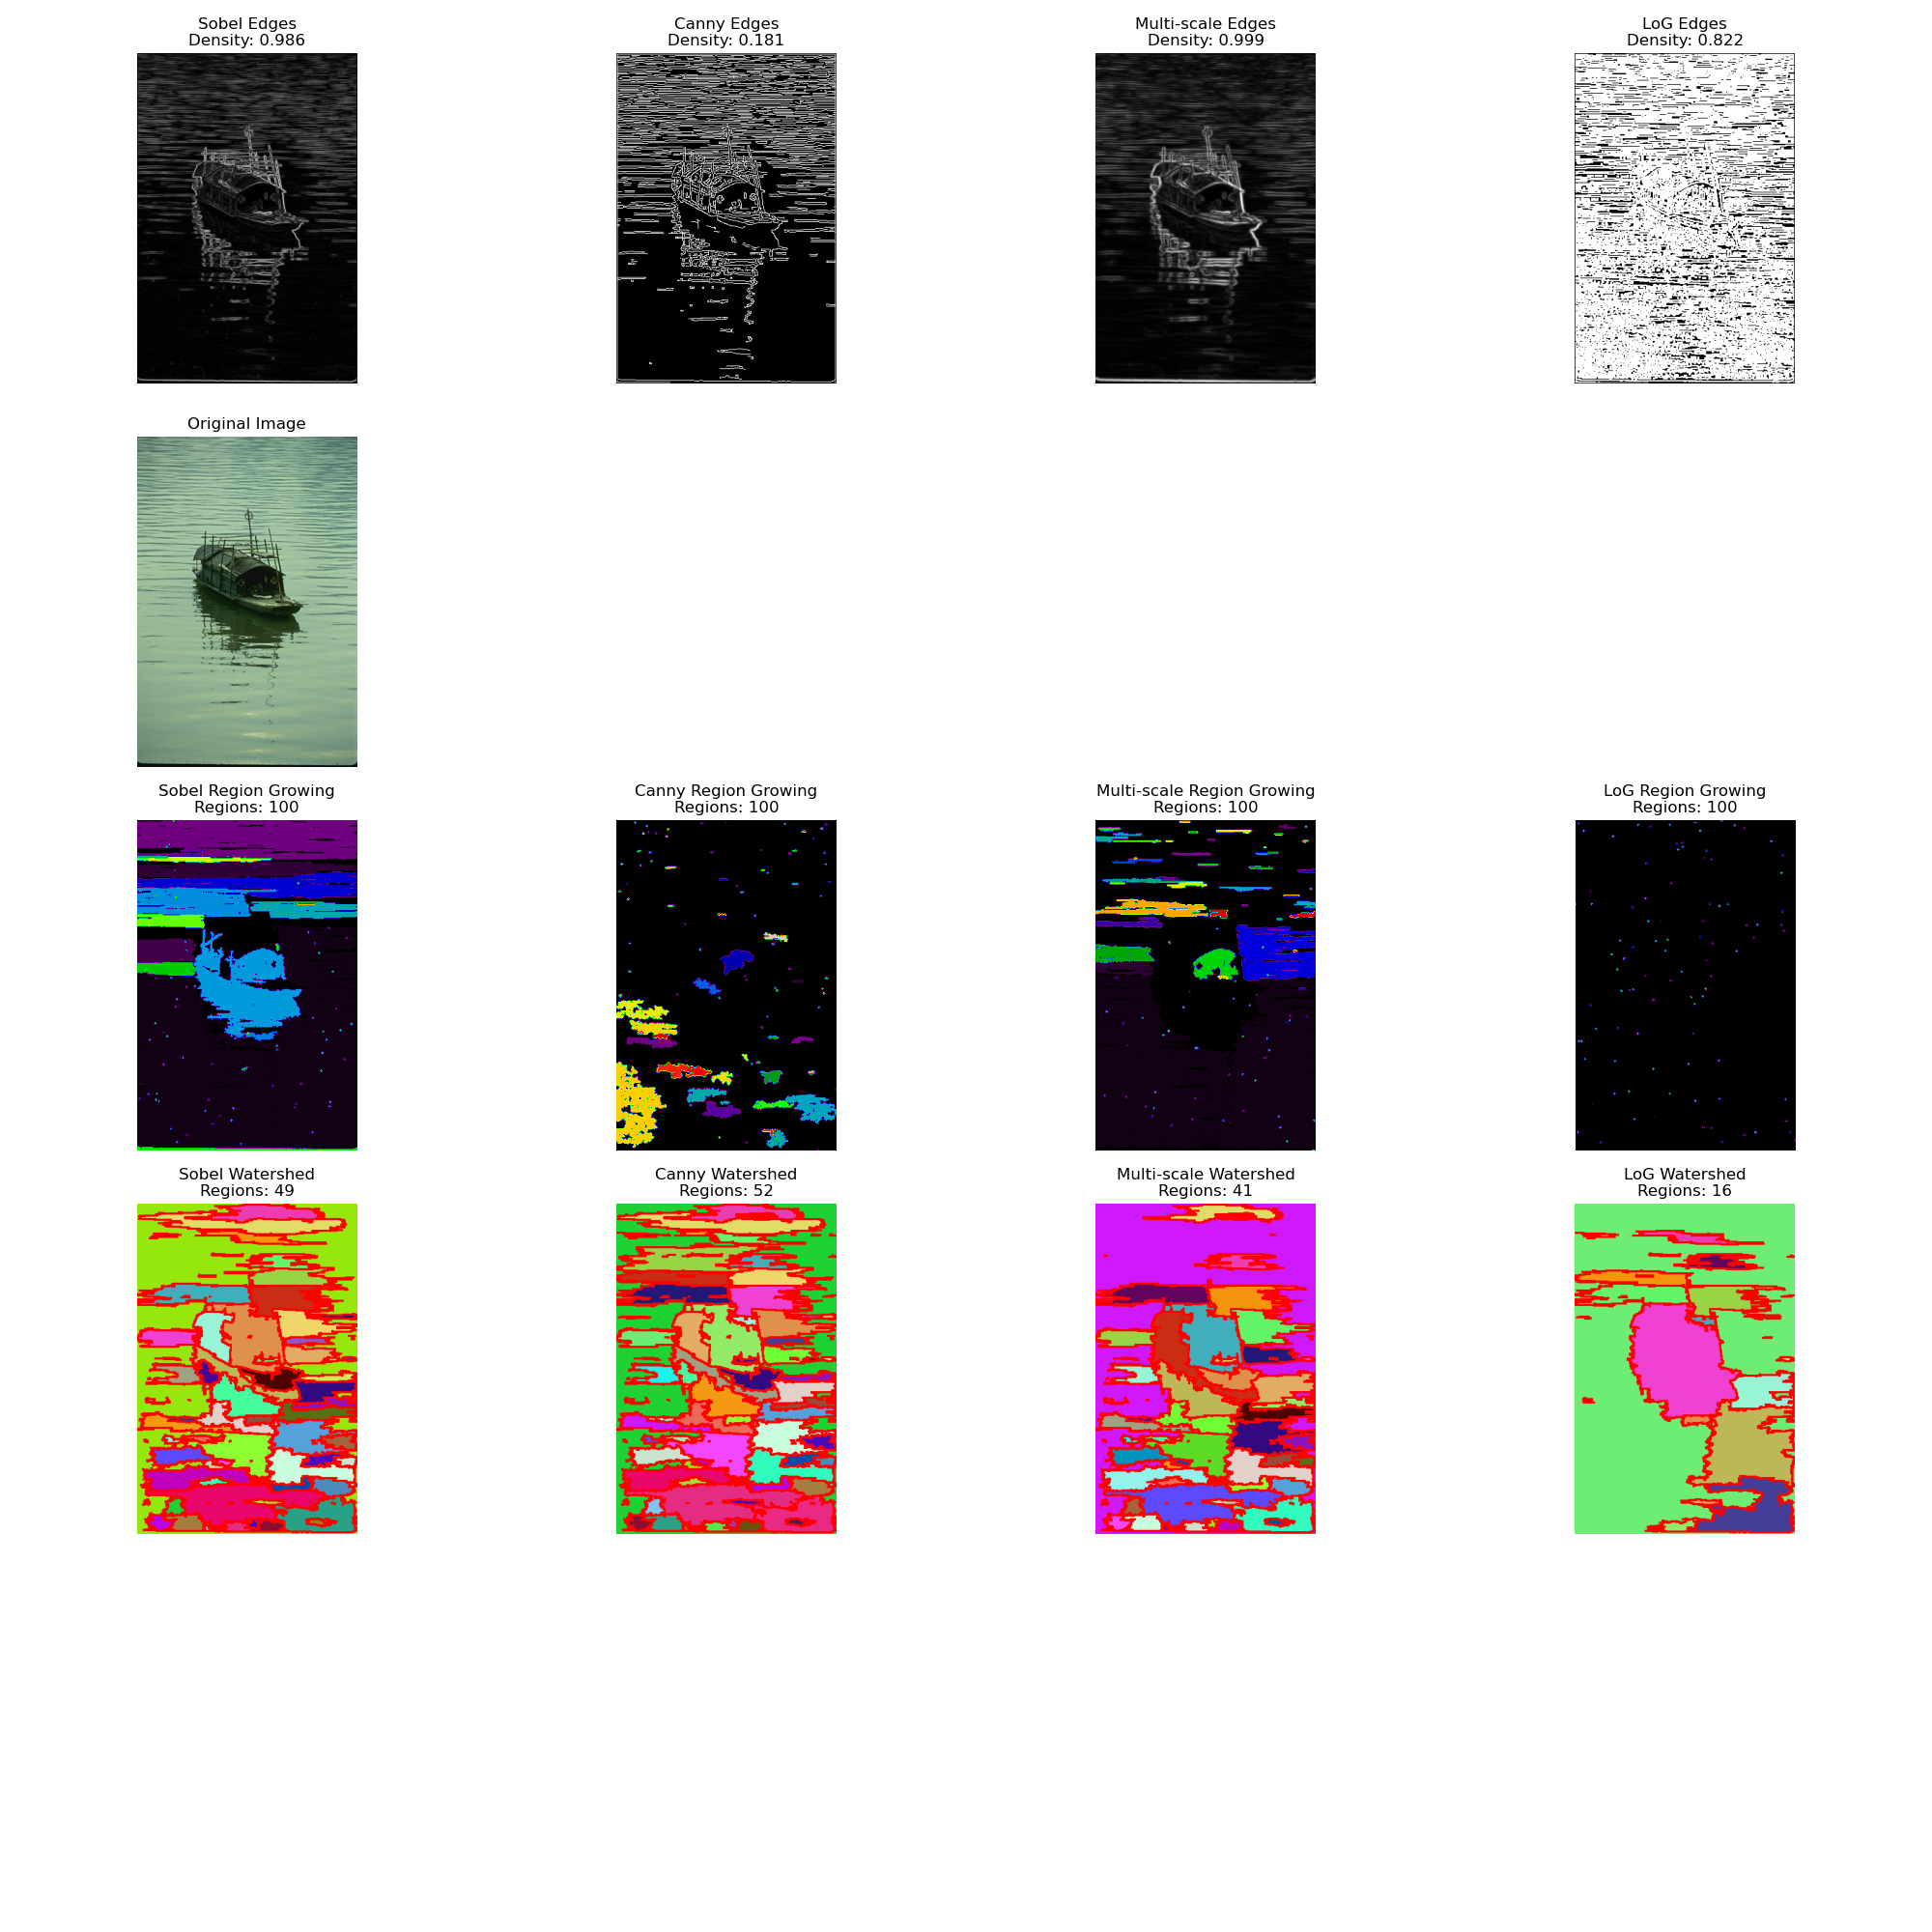 Sobel Edges
Density: 0.986
Canny Edges
Density: 0.181
Multi-scale Edges
Density: 0.999
LoG Edges
Density: 0.822
Original Image
Sobel Region Growing
Regions: 100
Canny Region Growing
Regions: 100
Multi-scale Region Growing
Regions: 100
LoG Region Growing
Regions: 100
Sobel Watershed
Regions: 49
Canny Watershed
Regions: 52
Multi-scale Watershed
Regions: 41
LoG Watershed
Regions: 16